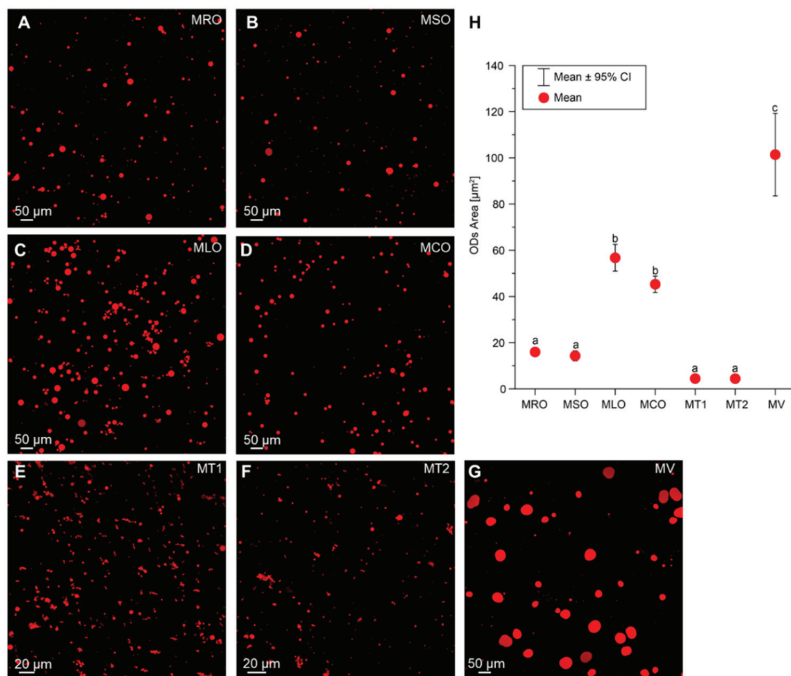 A MRO
50 µm
B MSO
50 µm
C MLO
50 µm
D MCO
50 µm
E MT1
20 µm
F MT2
20 µm
G MV
50 µm
H
Mean ± 95% CI
Mean
ODs Area [µm²]
140
120
100
80
60
40
20
0
a
a
b
b
a
a
c
MRO MSO MLO MCO MT1 MT2 MV